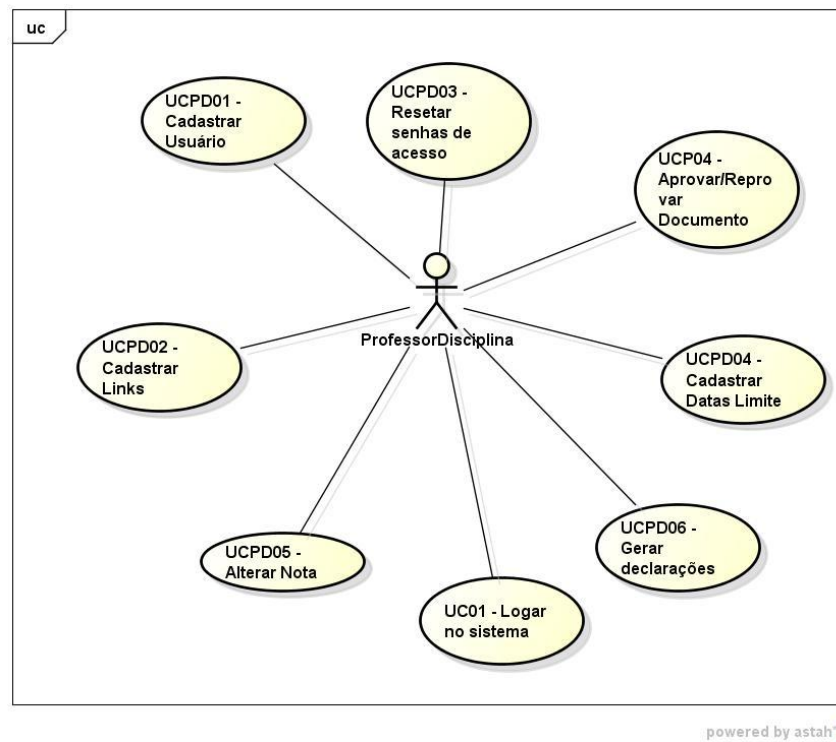 uc
UCPD01 -
Cadastrar
Usuário
UCPD03 -
Resetar
senhas de
acesso
UCP04 -
Aprovar/Repro
var
Documento
ProfessorDisciplina
UCPD02 -
Cadastrar
Links
UCPD04 -
Cadastrar
Datas Limite
UCPD05 -
Alterar Nota
UCPD06 -
Gerar
declarações
UC01 - Logar
no sistema
powered by astah*